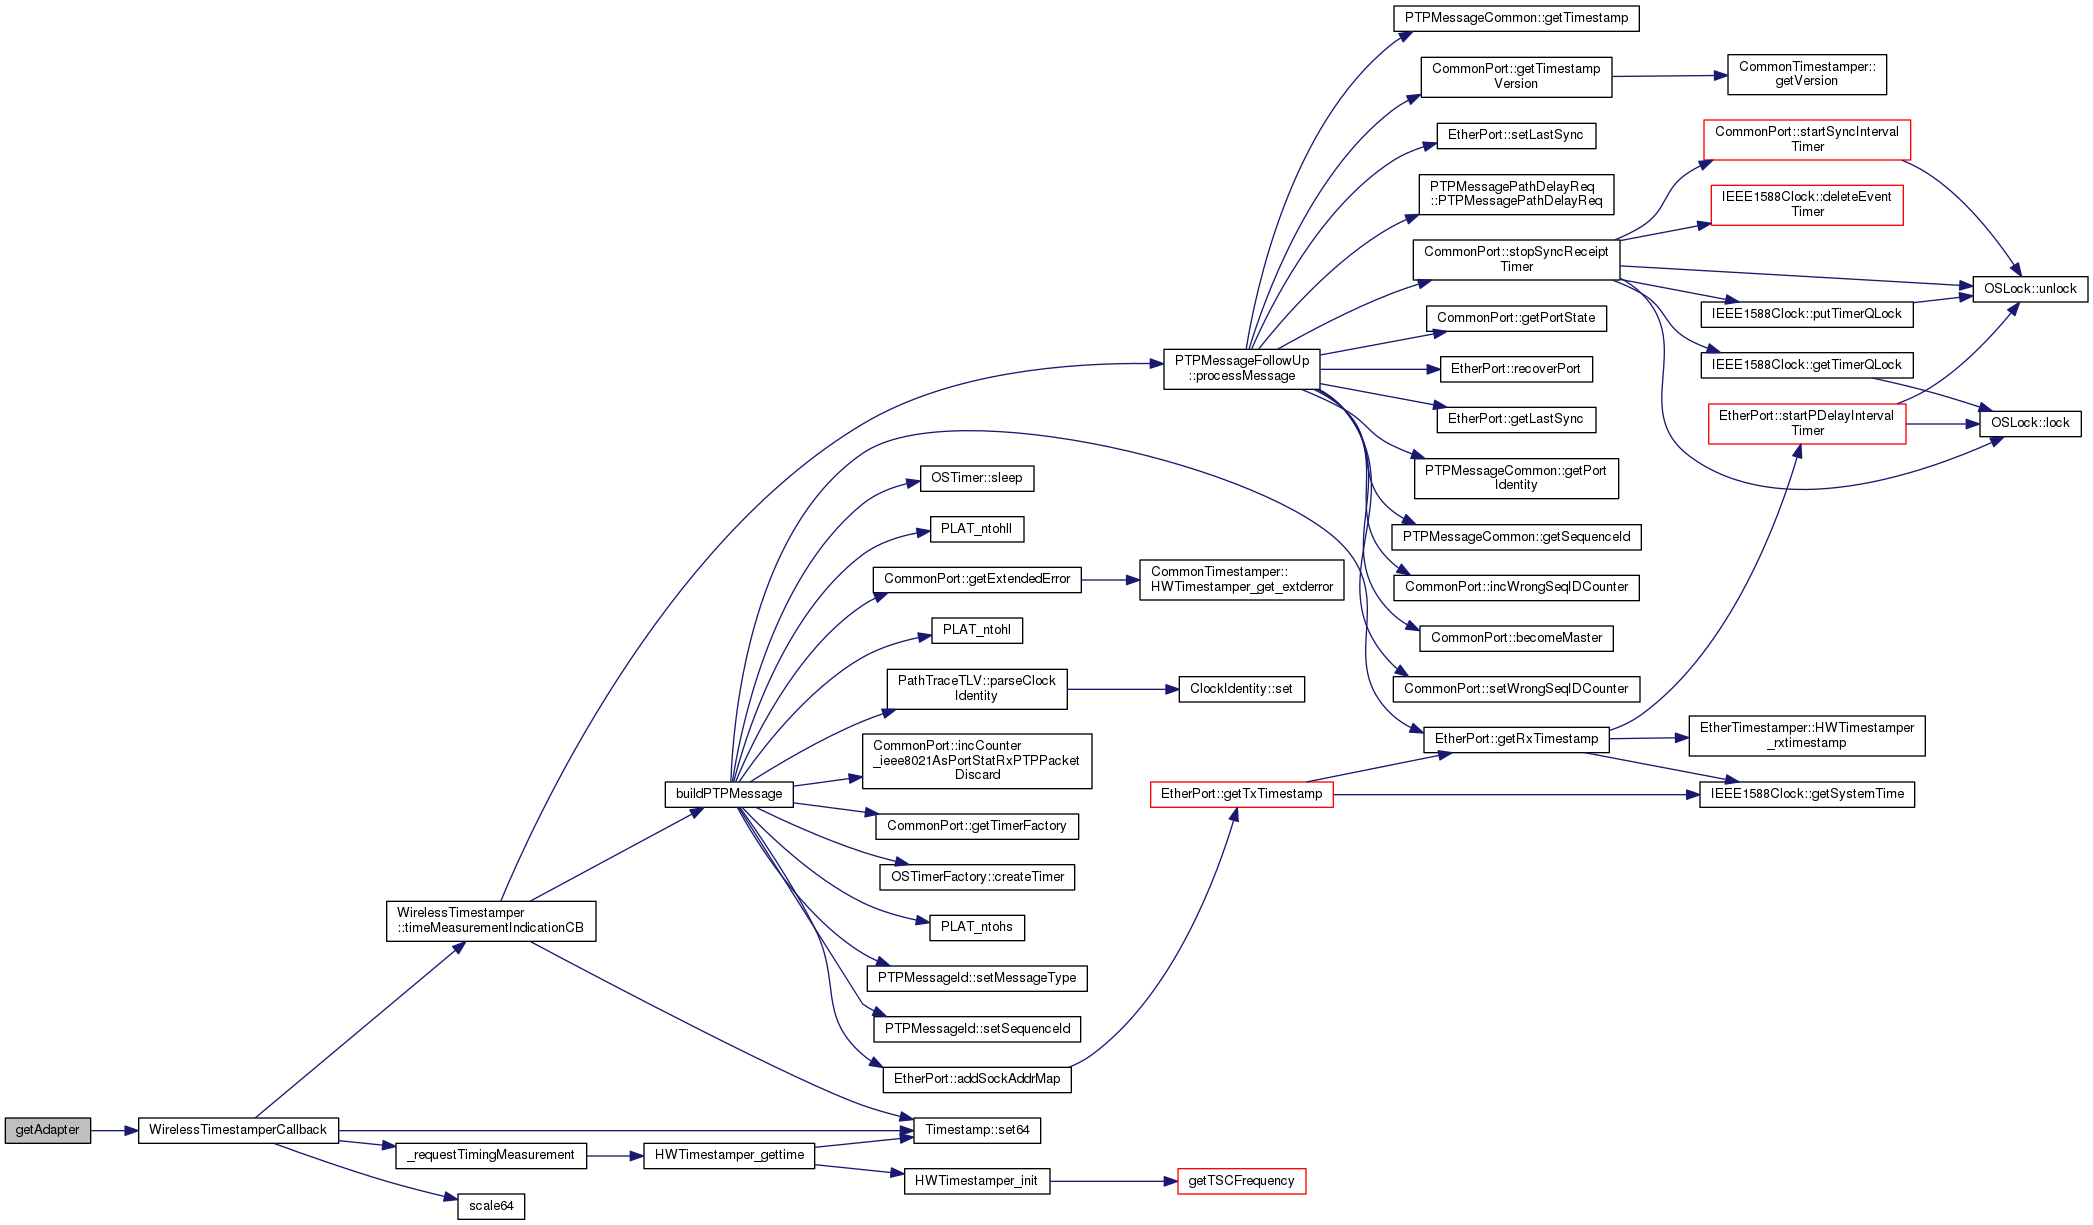 PTPMessageCommon::getTimestamp
CommonPort::getTimestamp
Version
CommonTimestamper::
getVersion
EtherPort::setLastSync
CommonPort::startSyncInterval
Timer
PTPMessagePathDelayReq
::PTPMessagePathDelayReq
IEEE1588Clock::deleteEvent
Timer
CommonPort::stopSyncReceipt
Timer
OSLock::unlock
IEEE1588Clock::putTimerQLock
CommonPort::getPortState
PTPMessageFollowUp
::processMessage
EtherPort::recoverPort
IEEE1588Clock::getTimerQLock
EtherPort::getLastSync
EtherPort::startPDelayInterval
Timer
OSLock::lock
OSTimer::sleep
PTPMessageCommon::getPort
Identity
PLAT_ntohll
PTPMessageCommon::getSequenceId
CommonPort::getExtendedError
CommonTimestamper::
HWTimestamper_get_extderror
CommonPort::incWrongSeqIDCounter
PLAT_ntohl
CommonPort::becomeMaster
PathTraceTLV::parseClock
Identity
ClockIdentity::set
CommonPort::setWrongSeqIDCounter
CommonPort::incCounter
_ieee8021AsPortStatRxPTPPacket
Discard
EtherPort::getRxTimestamp
EtherTimestamper::HWTimestamper
_rxtimestamp
buildPTPMessage
EtherPort::getTxTimestamp
IEEE1588Clock::getSystemTime
CommonPort::getTimerFactory
OSTimerFactory::createTimer
WirelessTimestamper
::timeMeasurementIndicationCB
PLAT_ntohs
PTPMessageId::setMessageType
PTPMessageId::setSequenceId
EtherPort::addSockAddrMap
getAdapter
WirelessTimestamperCallback
Timestamp::set64
_requestTimingMeasurement
HWTimestamper_gettime
HWTimestamper_init
getTSCFrequency
scale64